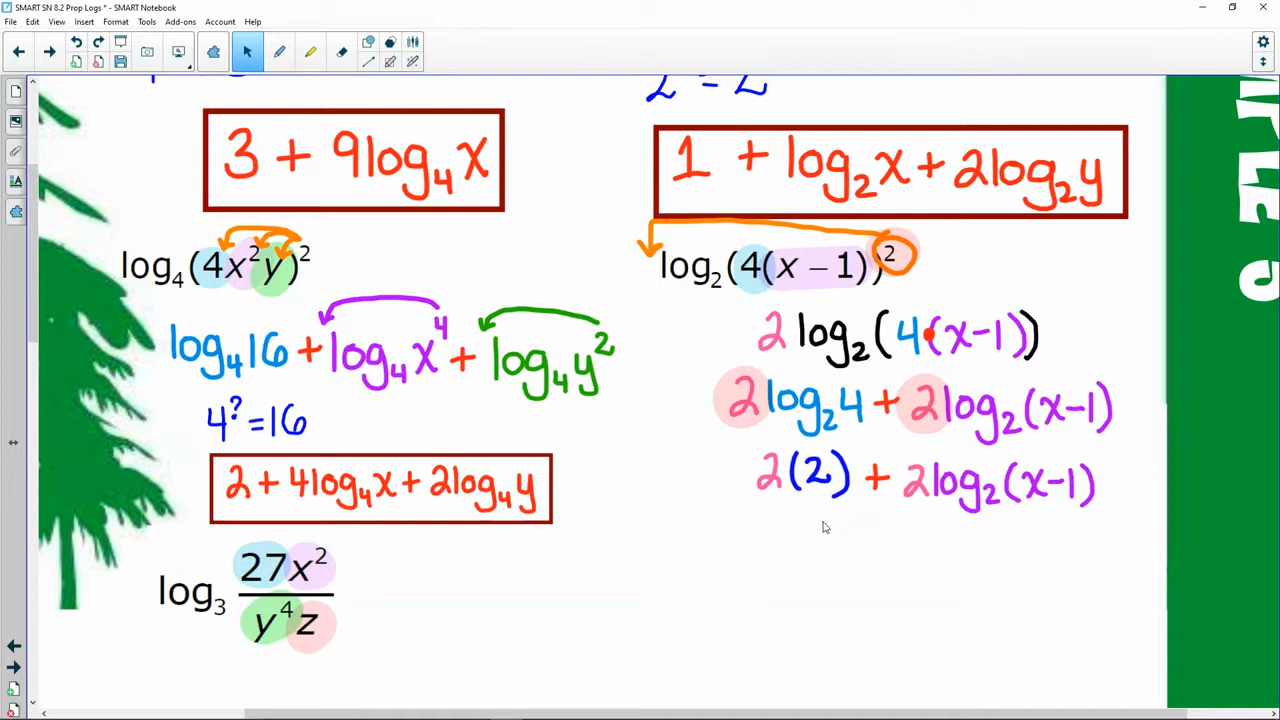 SMART SN 8.2 Prop Logs * - SMART Notebook
File Edit View Insert Format Tools Add-ons Account Help
2 = 2
3 + 9log₄x
1 + log₂x + 2log₂y
log₄(4x²y)²
log₄16 + log₄x⁴ + log₄y²
4^? = 16
2 + 4log₄x + 2log₄y
log₃ 27x²/y⁴z
log₂(4(x – 1))²
2 log₂(4•(x-1))
2log₂4 + 2log₂(x-1)
2(2) + 2log₂(x-1)